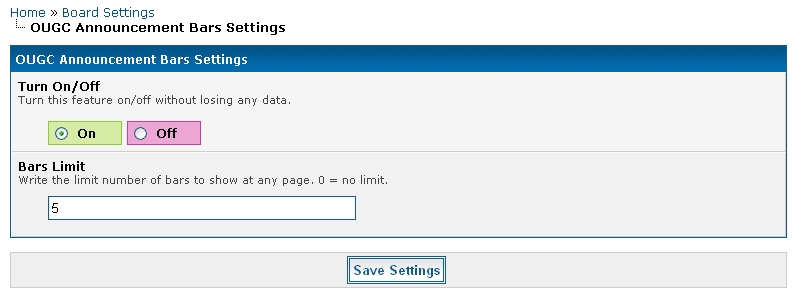 Home » Board Settings
OUGC Announcement Bars Settings
OUGC Announcement Bars Settings
Turn On/Off
Turn this feature on/off without losing any data.
On Off
Bars Limit
Write the limit number of bars to show at any page. 0 = no limit.
5
Save Settings